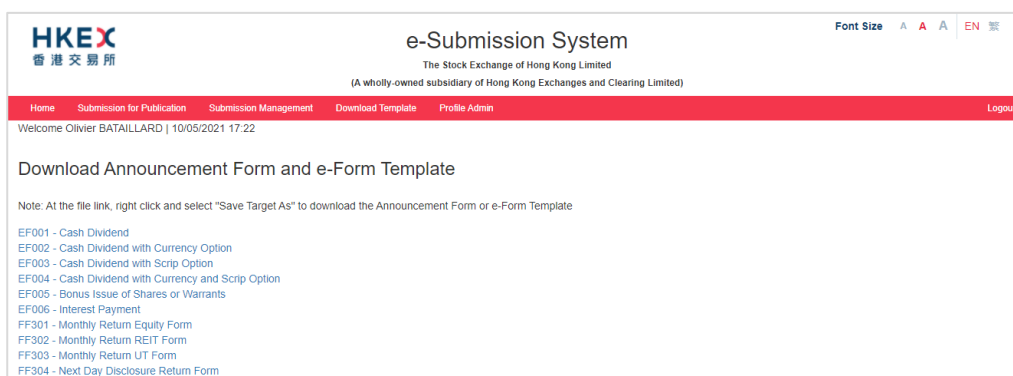 HKEX
香港交易所
e-Submission System
The Stock Exchange of Hong Kong Limited
(A wholly-owned subsidiary of Hong Kong Exchanges and Clearing Limited)
Font Size A A A EN 繁
Home Submission for Publication Submission Management Download Template Profile Admin Logou
Welcome Olivier BATAILLARD | 10/05/2021 17:22
Download Announcement Form and e-Form Template
Note: At the file link, right click and select "Save Target As" to download the Announcement Form or e-Form Template
EF001 - Cash Dividend
EF002 - Cash Dividend with Currency Option
EF003 - Cash Dividend with Scrip Option
EF004 - Cash Dividend with Currency and Scrip Option
EF005 - Bonus Issue of Shares or Warrants
EF006 - Interest Payment
FF301 - Monthly Return Equity Form
FF302 - Monthly Return REIT Form
FF303 - Monthly Return UT Form
FF304 - Next Day Disclosure Return Form